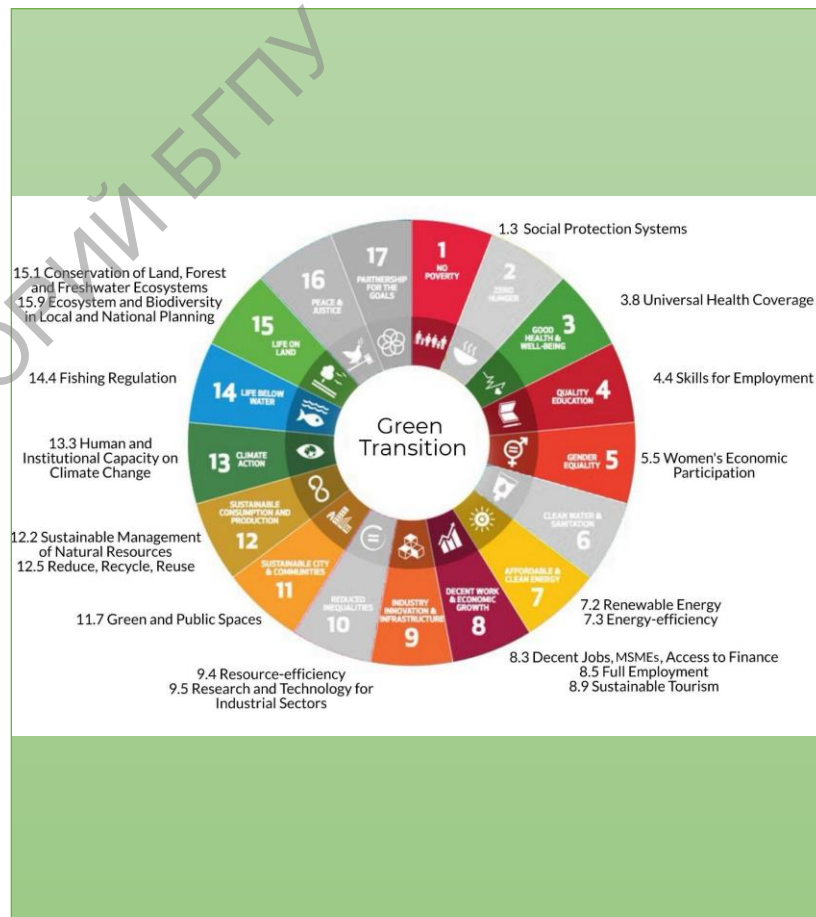 ОРИЙ БГПУ
1.3 Social Protection Systems
3.8 Universal Health Coverage
4.4 Skills for Employment
5.5 Women's Economic
Participation
7.2 Renewable Energy
7.3 Energy-efficiency
8.3 Decent Jobs, MSMEs, Access to Finance
8.5 Full Employment
8.9 Sustainable Tourism
9.4 Resource-efficiency
9.5 Research and Technology for
Industrial Sectors
11.7 Green and Public Spaces
12.2 Sustainable Management
of Natural Resources
12.5 Reduce, Recycle, Reuse
13.3 Human and
Institutional Capacity on
Climate Change
14.4 Fishing Regulation
15.1 Conservation of Land, Forest
and Freshwater Ecosystems
15.9 Ecosystem and Biodiversity
in Local and National Planning
Green
Transition
1
NO
POVERTY
2
ZERO
HUNGER
3
GOOD
HEALTH &
WELL-BEING
4
QUALITY
EDUCATION
5
GENDER
EQUALITY
CLEAN WATER &
SANITATION
6
AFFORDABLE &
CLEAN ENERGY
7
DECENT WORK
& ECONOMIC
GROWTH
8
INDUSTRY
INNOVATION &
INFRASTRUCTURE
9
REDUCED
INEQUALITIES
10
SUSTAINABLE CITY
& COMMUNITIES
11
SUSTAINABLE
CONSUMPTION AND
PRODUCTION
12
13 CLIMATE
ACTION
14 LIFE BELOW
WATER
15
LIFE ON
LAND
16
PEACE &
JUSTICE
17
PARTNERSHIP
FOR THE
GOALS